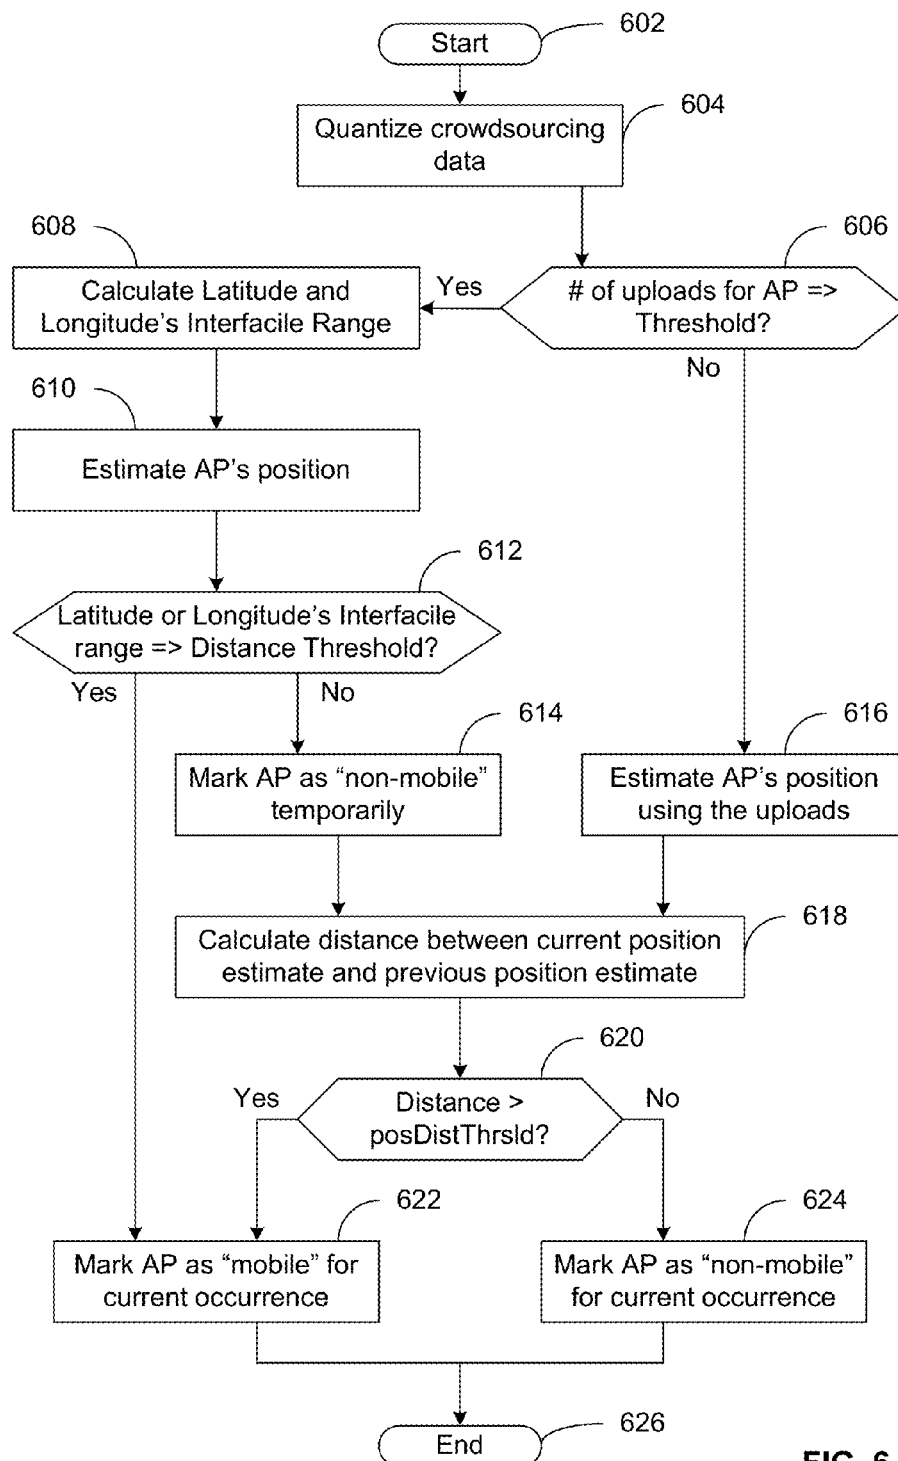 602
Start
604
Quantize crowdsourcing
data
608
606
Calculate Latitude and
Longitude's Interfacile Range
Yes
# of uploads for AP =>
Threshold?
No
610
Estimate AP's position
612
Latitude or Longitude's Interfacile
range => Distance Threshold?
Yes
No
614
616
Mark AP as “non-mobile”
temporarily
Estimate AP's position
using the uploads
618
Calculate distance between current position
estimate and previous position estimate
620
Yes
Distance >
posDistThrsld?
No
622
624
Mark AP as “mobile” for
current occurrence
Mark AP as “non-mobile”
for current occurrence
626
End
FIG. 6